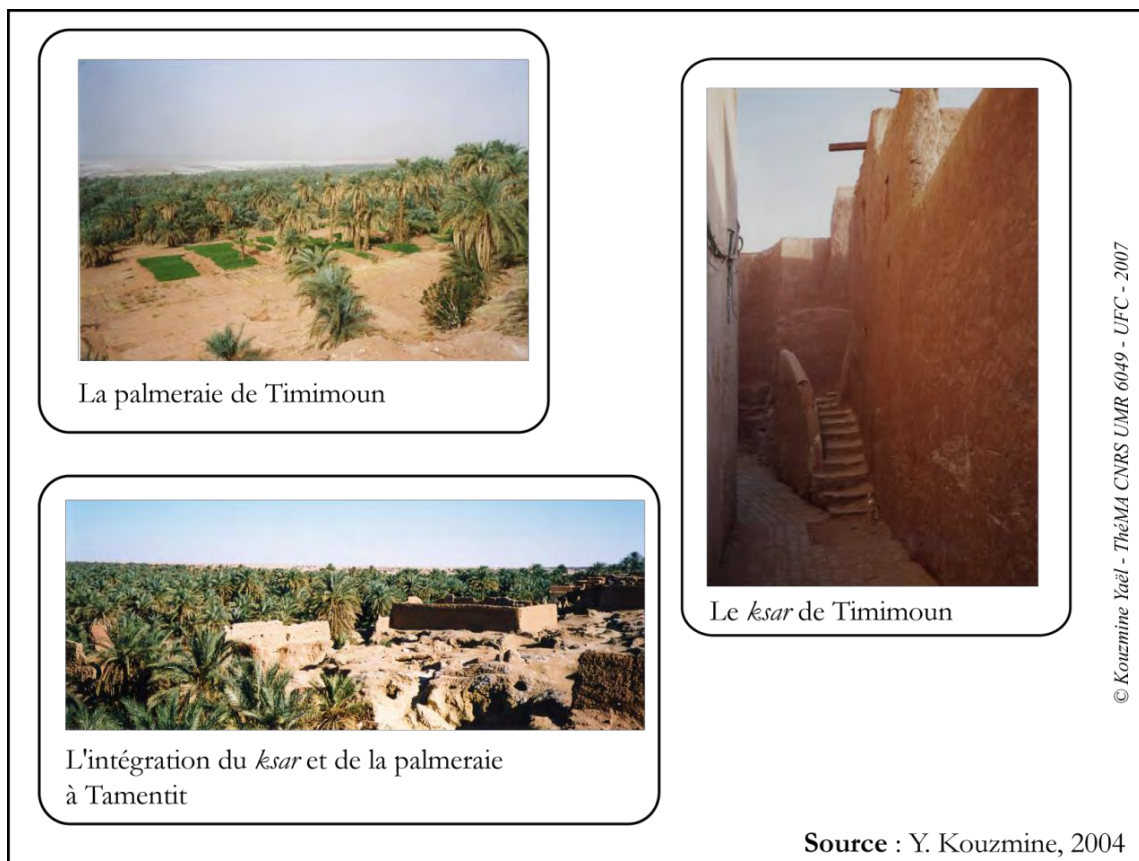 La palmeraie de Timimoun
Le ksar de Timimoun
L'intégration du ksar et de la palmeraie
à Tamentit
© Kouzmine Yaël - ThéMA CNRS UMR 6049 - UFC - 2007
Source : Y. Kouzmine, 2004